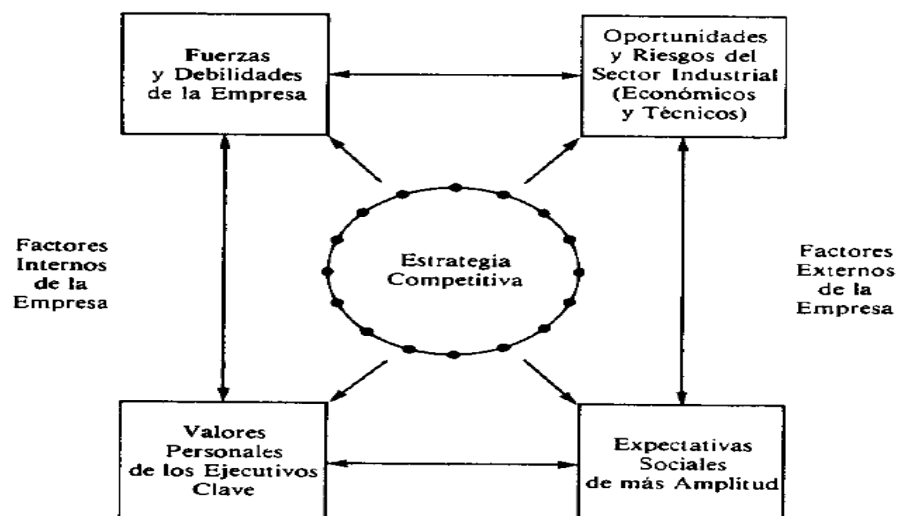 Fuerzas
y Debilidades
de la Empresa
Oportunidades
y Riesgos del
Sector Industrial
(Económicos
y Técnicos)
Factores
Internos
de la
Empresa
Estrategia
Competitiva
Factores
Externos
de la
Empresa
Valores
Personales
de los Ejecutivos
Clave
Expectativas
Sociales
de más Amplitud